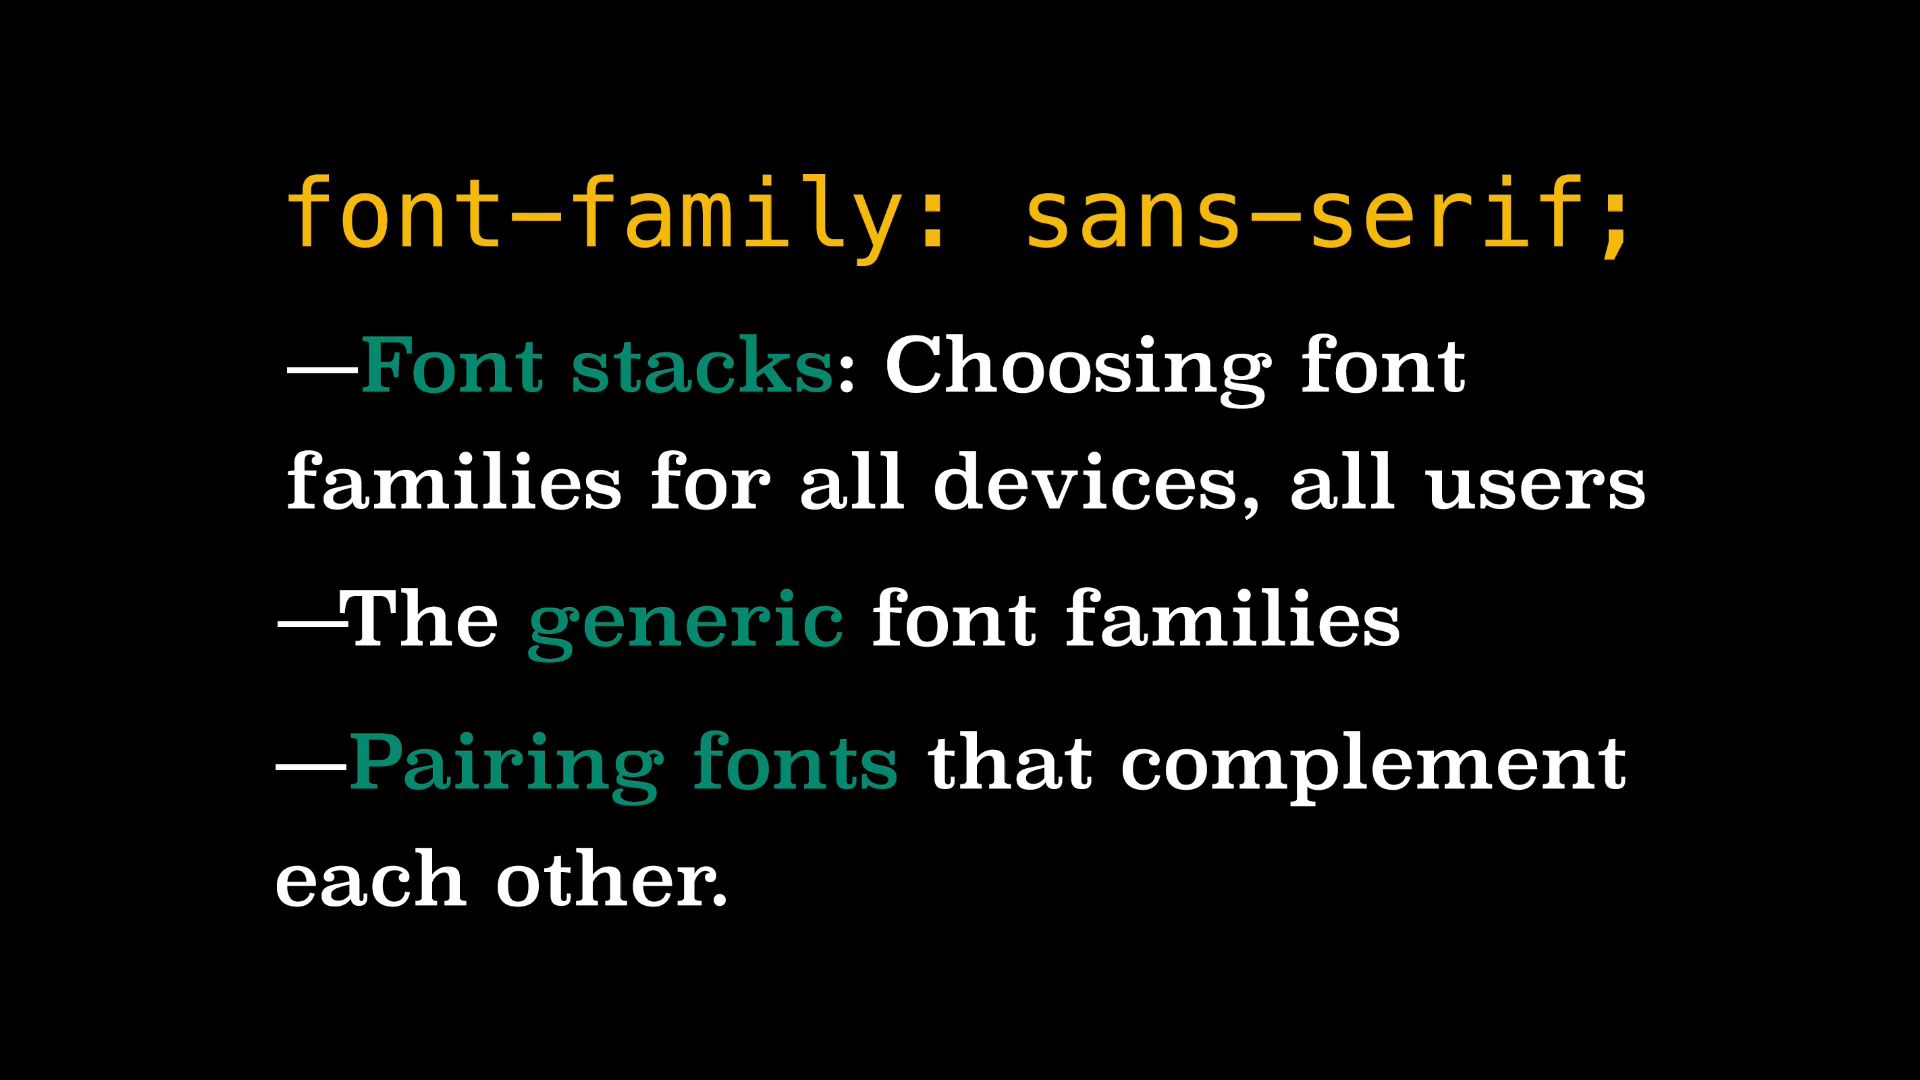 font-family: sans-serif;
—Font stacks: Choosing font
families for all devices, all users
—The generic font families
—Pairing fonts that complement
each other.